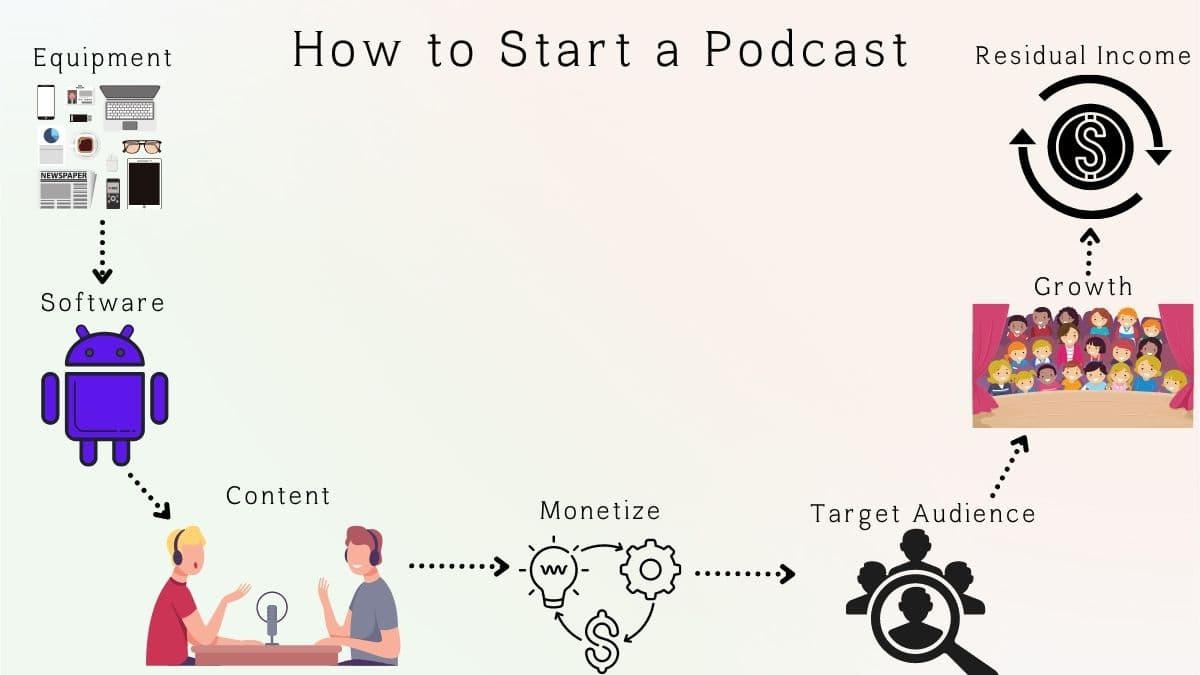 How to Start a Podcast
Equipment
NEWSPAPER
Software
Content
Monetize
Target Audience
Growth
Residual Income